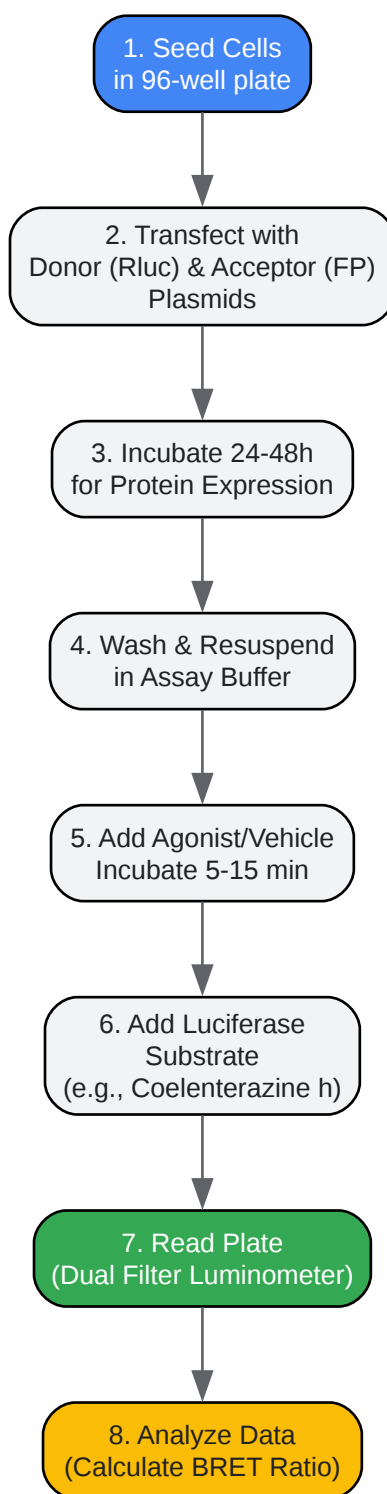 1. Seed Cells
in 96-well plate
2. Transfect with
Donor (Rluc) & Acceptor (FP)
Plasmids
3. Incubate 24-48h
for Protein Expression
4. Wash & Resuspend
in Assay Buffer
5. Add Agonist/Vehicle
Incubate 5-15 min
6. Add Luciferase
Substrate
(e.g., Coelenterazine h)
7. Read Plate
(Dual Filter Luminometer)
8. Analyze Data
(Calculate BRET Ratio)